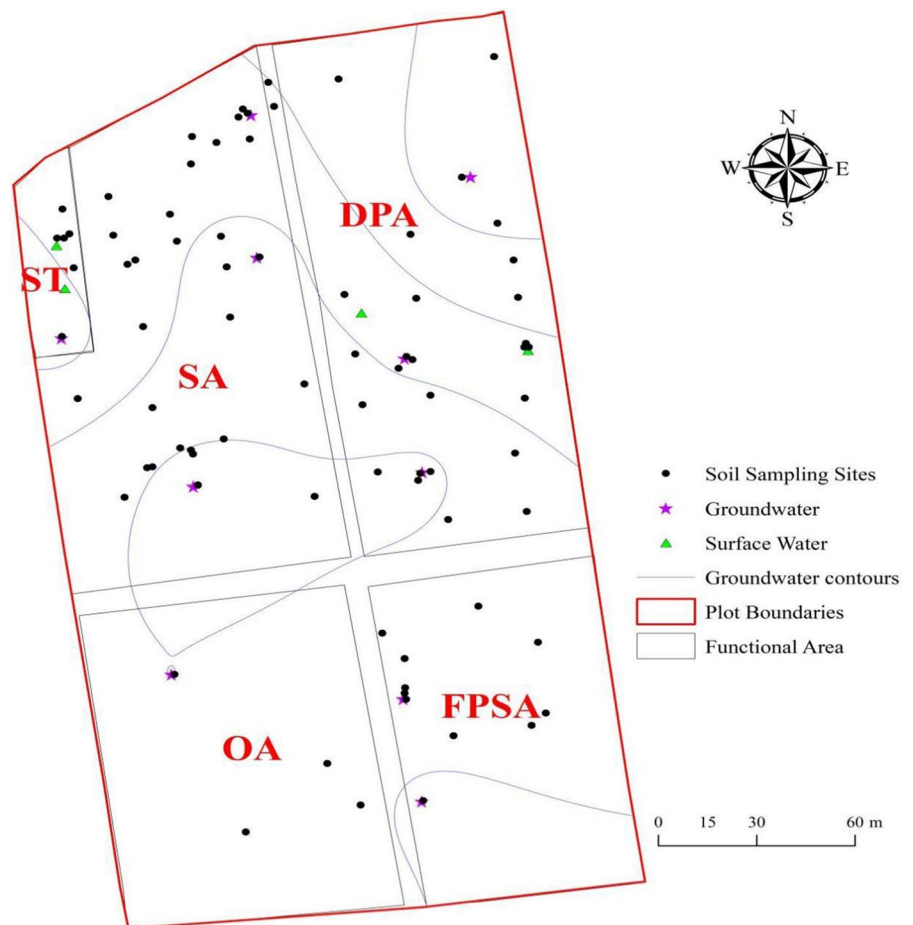 N
W E
S
DPA
ST
SA
Soil Sampling Sites
Groundwater
Surface Water
Groundwater contours
Plot Boundaries
Functional Area
FPSA
OA
0 15 30 60 m